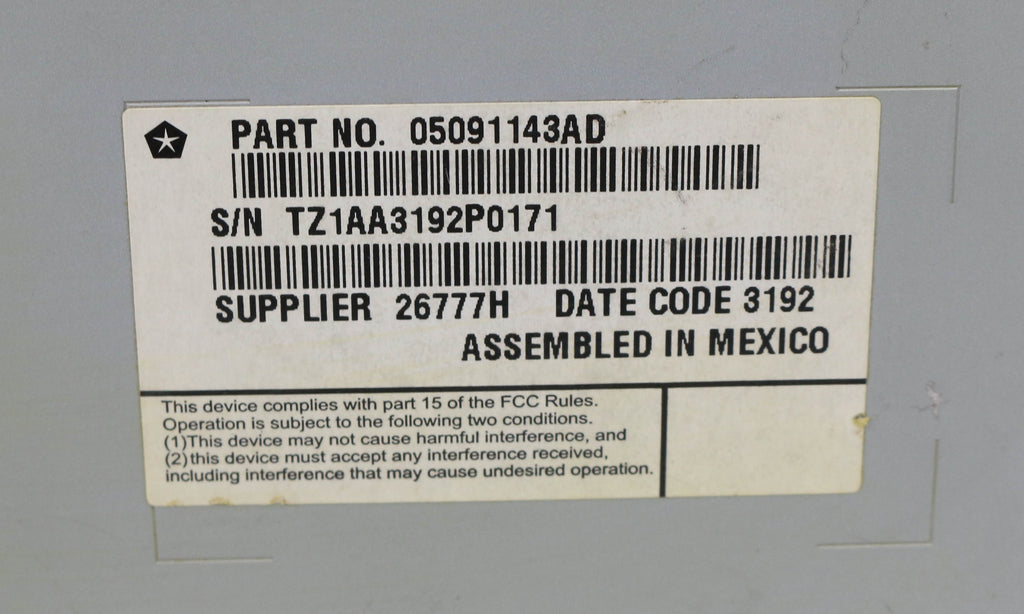 PART NO. 05091143AD
S/N TZ1AA3192P0171
SUPPLIER 26777H DATE CODE 3192
ASSEMBLED IN MEXICO
This device complies with part 15 of the FCC Rules.
Operation is subject to the following two conditions.
(1)This device may not cause harmful interference, and
(2)this device must accept any interference received,
including interference that may cause undesired operation.